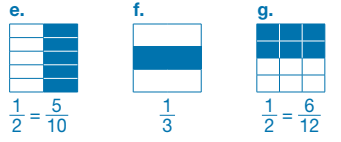 e. f. g.
1/2 = 5/10 1/3 1/2 = 6/12